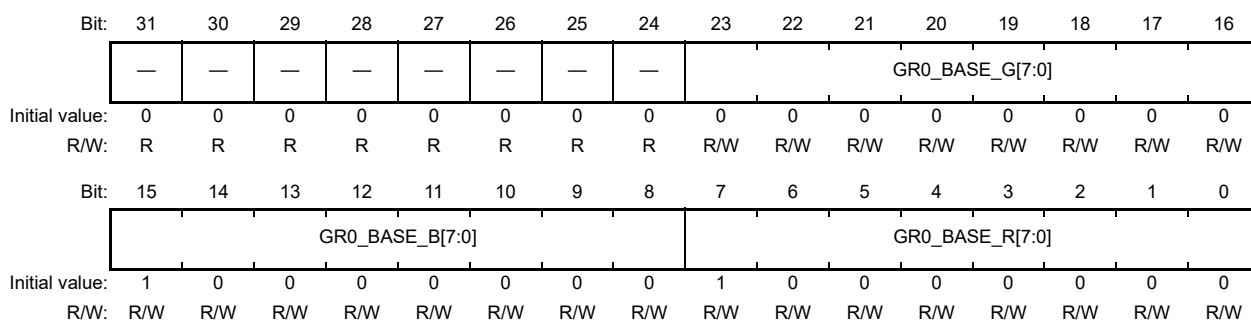 Bit: 31 30 29 28 27 26 25 24 23 22 21 20 19 18 17 16
— — — — — — — — GR0_BASE_G[7:0]
Initial value: 0 0 0 0 0 0 0 0 0 0 0 0 0 0 0 0
R/W: R R R R R R R R R/W R/W R/W R/W R/W R/W R/W R/W
Bit: 15 14 13 12 11 10 9 8 7 6 5 4 3 2 1 0
GR0_BASE_B[7:0] GR0_BASE_R[7:0]
Initial value: 1 0 0 0 0 0 0 0 1 0 0 0 0 0 0 0
R/W: R/W R/W R/W R/W R/W R/W R/W R/W R/W R/W R/W R/W R/W R/W R/W R/W